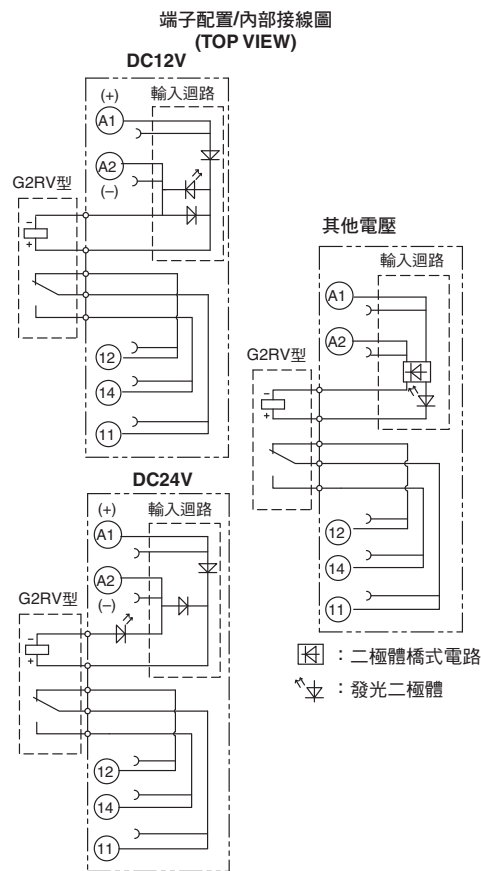 端子配置/內部接線圖
(TOP VIEW)
DC12V
(+)
輸入迴路
A1
A2
(–)
G2RV型
–
+
12
14
11
DC24V
(+)
輸入迴路
A1
A2
(–)
G2RV型
–
+
12
14
11
其他電壓
輸入迴路
A1
A2
G2RV型
–
+
12
14
11
：二極體橋式電路
：發光二極體